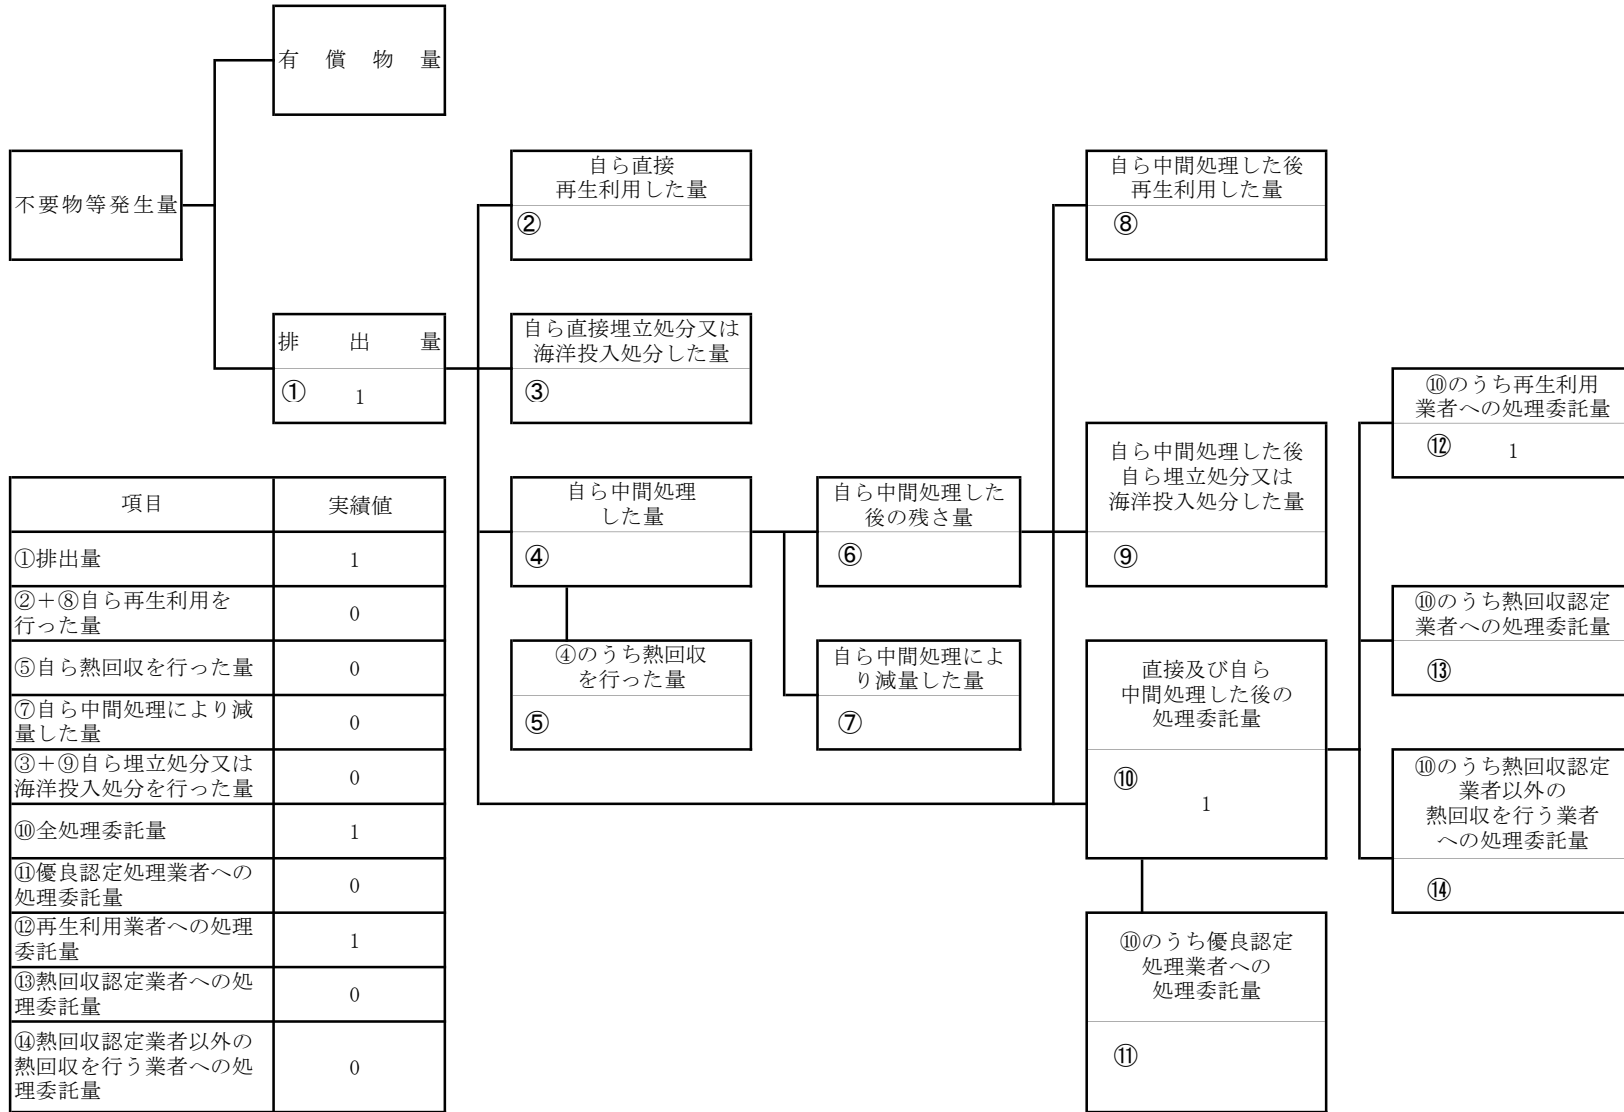 有償物量
不要物等発生量
排出量
① 1
自ら直接
再生利用した量
②
自ら直接埋立処分又は
海洋投入処分した量
③
自ら中間処理
した量
④
④のうち熱回収
を行った量
⑤
自ら中間処理した
後の残さ量
⑥
自ら中間処理によ
り減量した量
⑦
自ら中間処理した後
再生利用した量
⑧
自ら中間処理した後
自ら埋立処分又は
海洋投入処分した量
⑨
直接及び自ら
中間処理した後の
処理委託量
⑩
1
⑩のうち優良認定
処理業者への
処理委託量
⑪
⑩のうち再生利用
業者への処理委託量
⑫ 1
⑩のうち熱回収認定
業者への処理委託量
⑬
⑩のうち熱回収認定
業者以外の
熱回収を行う業者
への処理委託量
⑭
項目 実績値
①排出量 1
②+⑧自ら再生利用を
行った量 0
⑤自ら熱回収を行った量 0
⑦自ら中間処理により減
量した量 0
③+⑨自ら埋立処分又は
海洋投入処分を行った量 0
⑩全処理委託量 1
⑪優良認定処理業者への
処理委託量 0
⑫再生利用業者への処理
委託量 1
⑬熱回収認定業者への処
理委託量 0
⑭熱回収認定業者以外の
熱回収を行う業者への処
理委託量 0